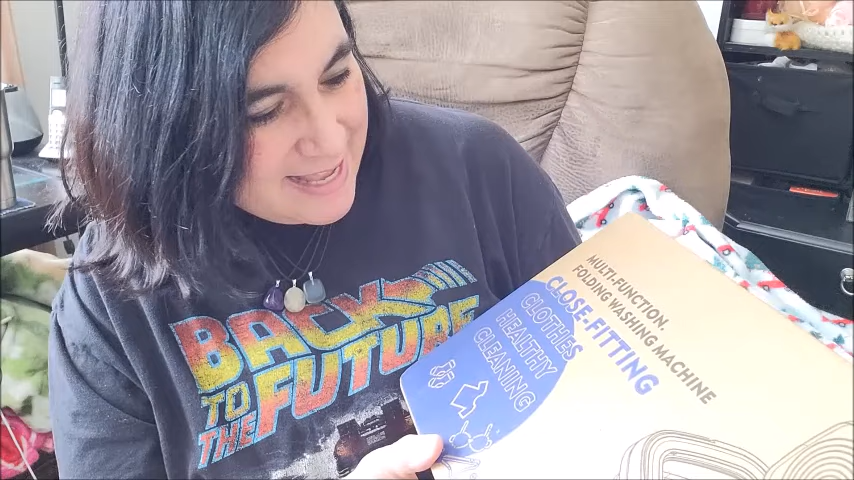 BACK
TO THE
FUTURE
MULTI-FUNCTION
FOLDING WASHING MACHINE
CLOSE-FITTING
CLOTHES
HEALTHY
CLEANING